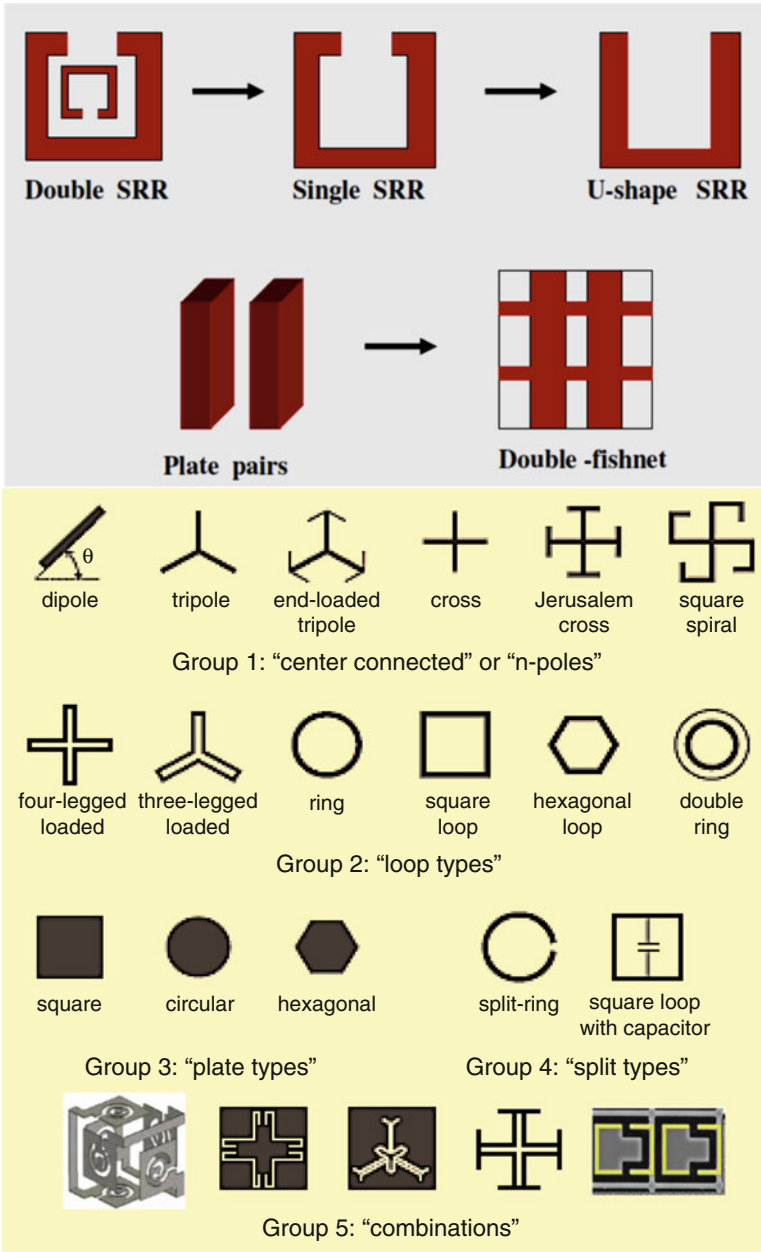 Double SRR
Single SRR
U-shape SRR
Plate pairs
Double -fishnet
θ
dipole
tripole
end-loaded
tripole
cross
Jerusalem
cross
square
spiral
Group 1: “center connected” or “n-poles”
four-legged
loaded
three-legged
loaded
ring
square
loop
hexagonal
loop
double
ring
Group 2: “loop types”
square
circular
hexagonal
split-ring
square loop
with capacitor
Group 3: “plate types”
Group 4: “split types”
Group 5: “combinations”